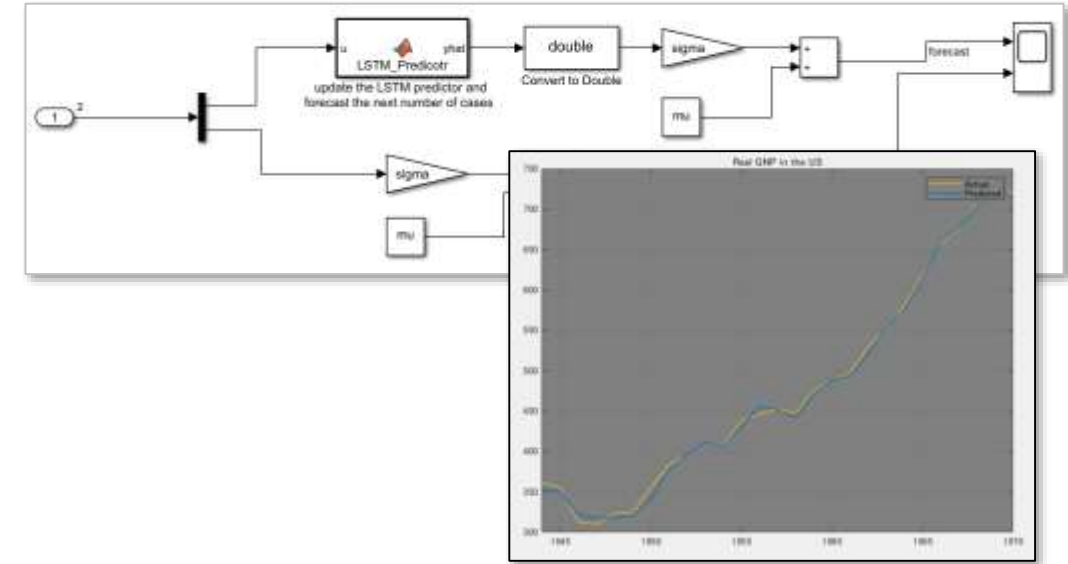 1
2
u
yhat
LSTM_Predicotr
update the LSTM predictor and
forecast the next number of cases
double
Convert to Double
sigma
mu
+
+
forecast
sigma
mu
Real GNP in the US
Actual
Predicted
700
650
600
550
500
400
350
300
1945
1950
1955
1960
1965
1970